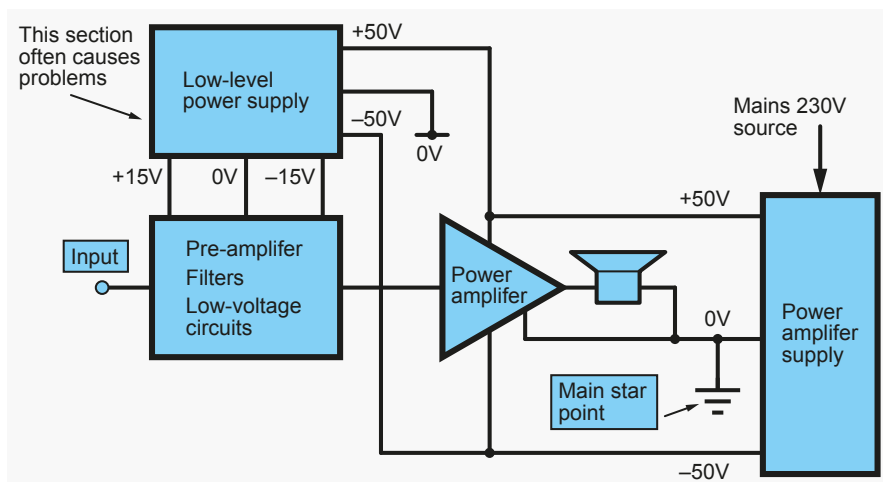 This section
often causes
problems
Low-level
power supply
+50V
–50V
0V
+15V
0V
–15V
Mains 230V
source
+50V
Input
Pre-amplifer
Filters
Low-voltage
circuits
Power
amplifer
0V
Power
amplifer
supply
Main star
point
–50V